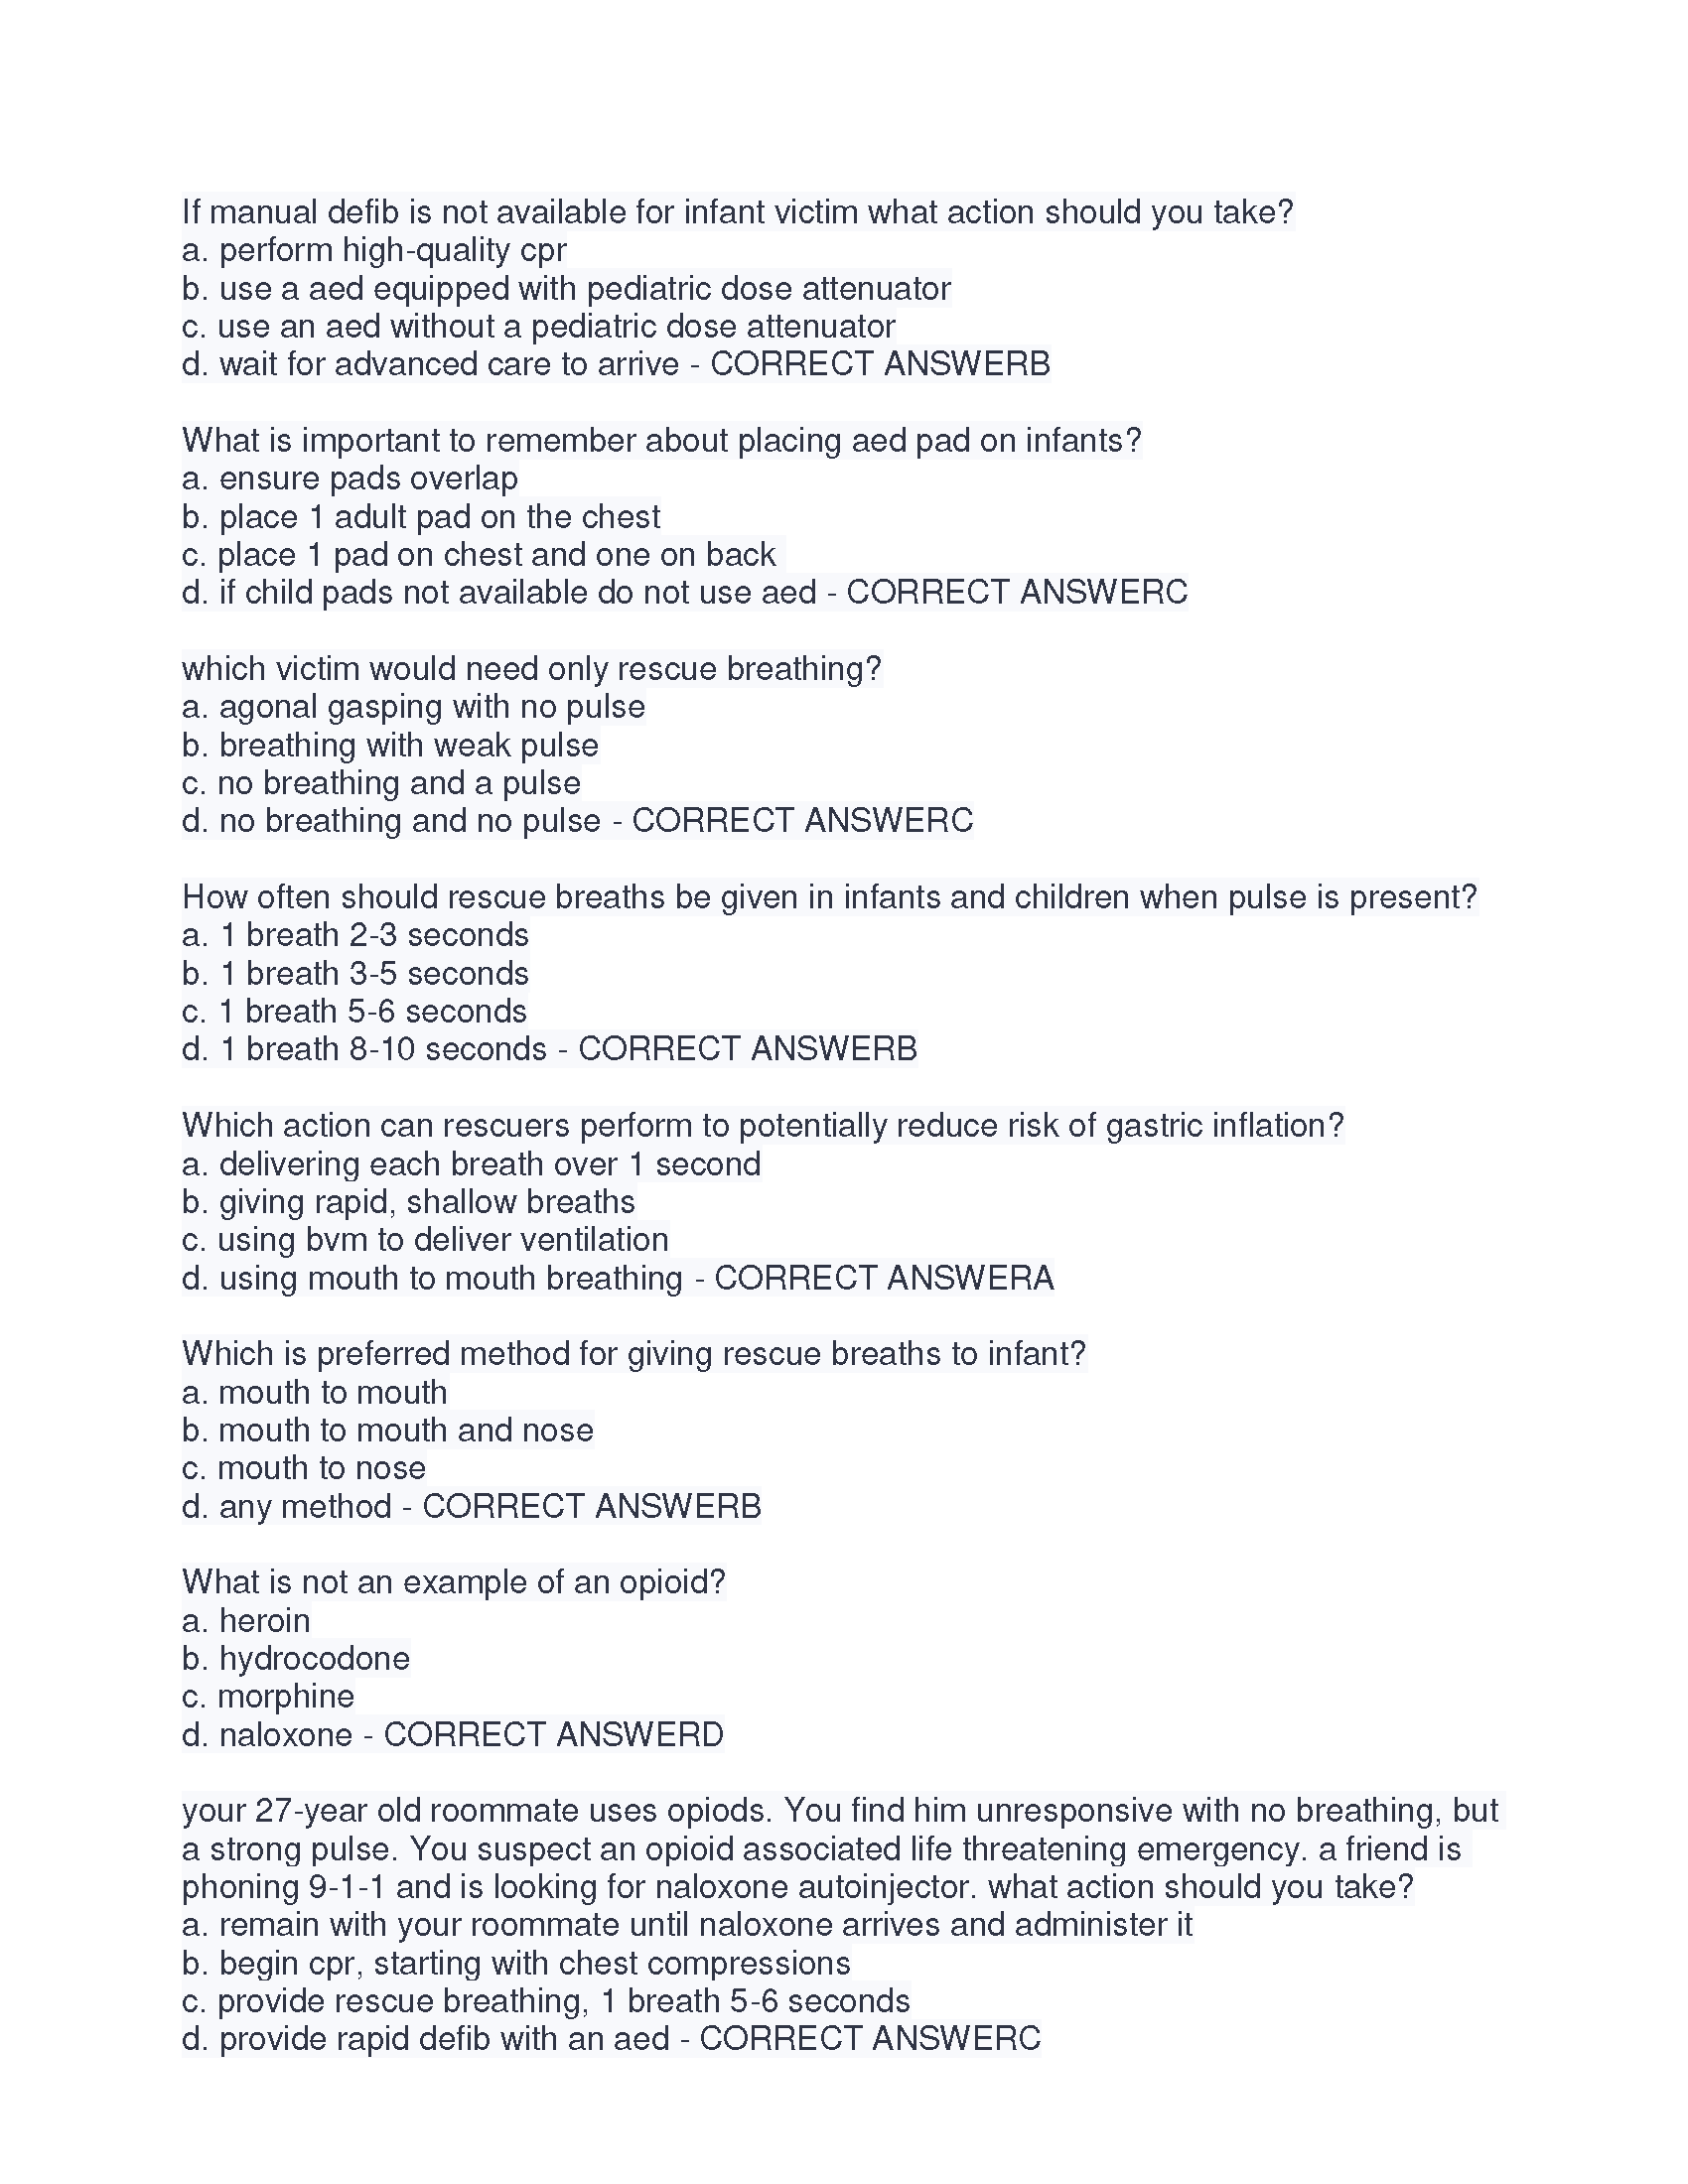 If manual defib is not available for infant victim what action should you take?
a. perform high-quality cpr
b. use a aed equipped with pediatric dose attenuator
c. use an aed without a pediatric dose attenuator
d. wait for advanced care to arrive - CORRECT ANSWERB
What is important to remember about placing aed pad on infants?
a. ensure pads overlap
b. place 1 adult pad on the chest
c. place 1 pad on chest and one on back
d. if child pads not available do not use aed - CORRECT ANSWERC
which victim would need only rescue breathing?
a. agonal gasping with no pulse
b. breathing with weak pulse
c. no breathing and a pulse
d. no breathing and no pulse - CORRECT ANSWERC
How often should rescue breaths be given in infants and children when pulse is present?
a. 1 breath 2-3 seconds
b. 1 breath 3-5 seconds
c. 1 breath 5-6 seconds
d. 1 breath 8-10 seconds - CORRECT ANSWERB
Which action can rescuers perform to potentially reduce risk of gastric inflation?
a. delivering each breath over 1 second
b. giving rapid, shallow breaths
c. using bvm to deliver ventilation
d. using mouth to mouth breathing - CORRECT ANSWERA
Which is preferred method for giving rescue breaths to infant?
a. mouth to mouth
b. mouth to mouth and nose
c. mouth to nose
d. any method - CORRECT ANSWERB
What is not an example of an opioid?
a. heroin
b. hydrocodone
c. morphine
d. naloxone - CORRECT ANSWERD
your 27-year old roommate uses opiods. You find him unresponsive with no breathing, but
a strong pulse. You suspect an opioid associated life threatening emergency. a friend is
phoning 9-1-1 and is looking for naloxone autoinjector. what action should you take?
a. remain with your roommate until naloxone arrives and administer it
b. begin cpr, starting with chest compressions
c. provide rescue breathing, 1 breath 5-6 seconds
d. provide rapid defib with an aed - CORRECT ANSWERC